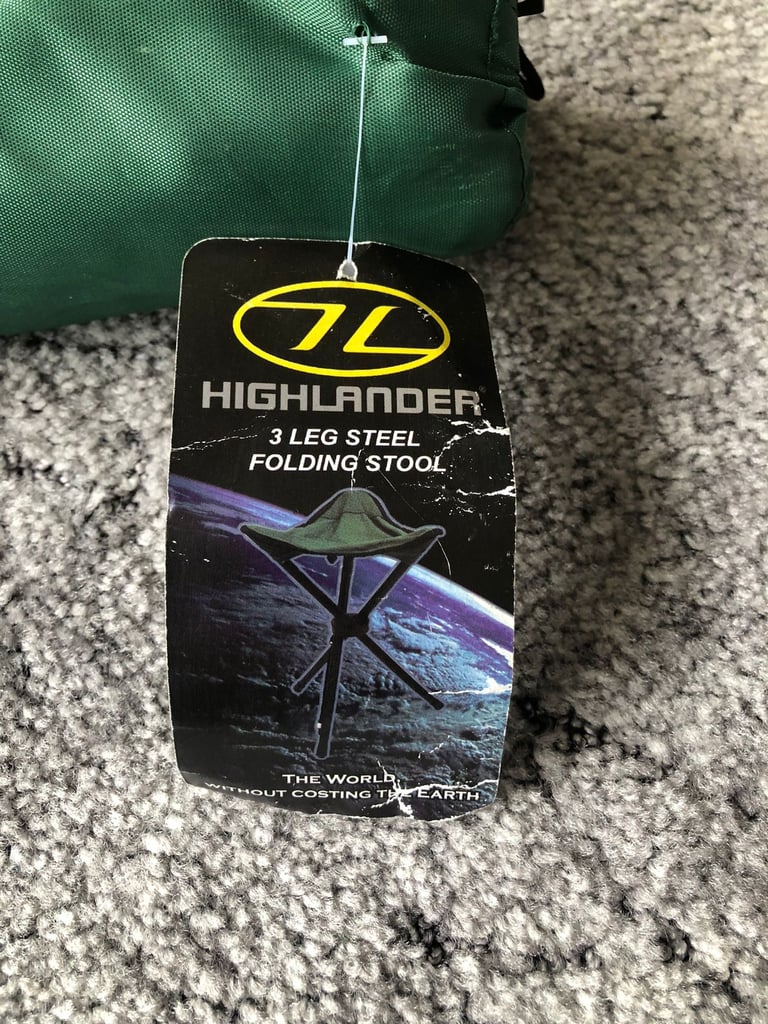 HIGHLANDER®
3 LEG STEEL
FOLDING STOOL
THE WORLD
WITHOUT COSTING THE EARTH